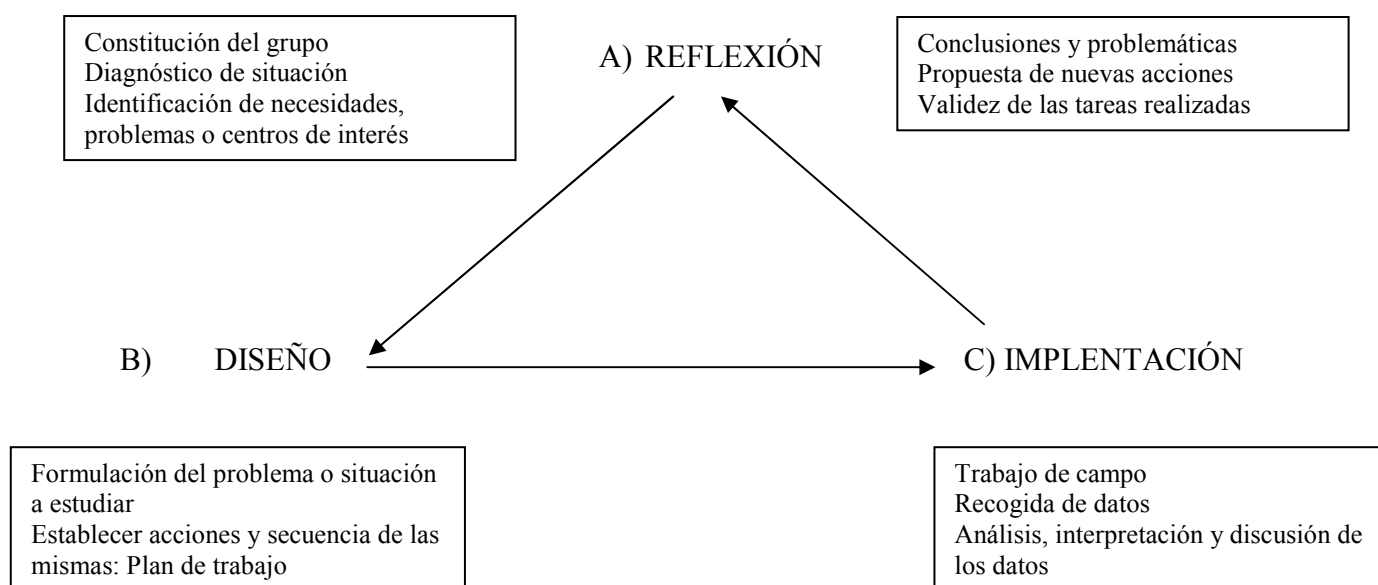 Constitución del grupo
Diagnóstico de situación
Identificación de necesidades,
problemas o centros de interés
A) REFLEXIÓN
Conclusiones y problemáticas
Propuesta de nuevas acciones
Validez de las tareas realizadas
B) DISEÑO
C) IMPLENTACIÓN
Formulación del problema o situación
a estudiar
Establecer acciones y secuencia de las
mismas: Plan de trabajo
Trabajo de campo
Recogida de datos
Análisis, interpretación y discusión de
los datos